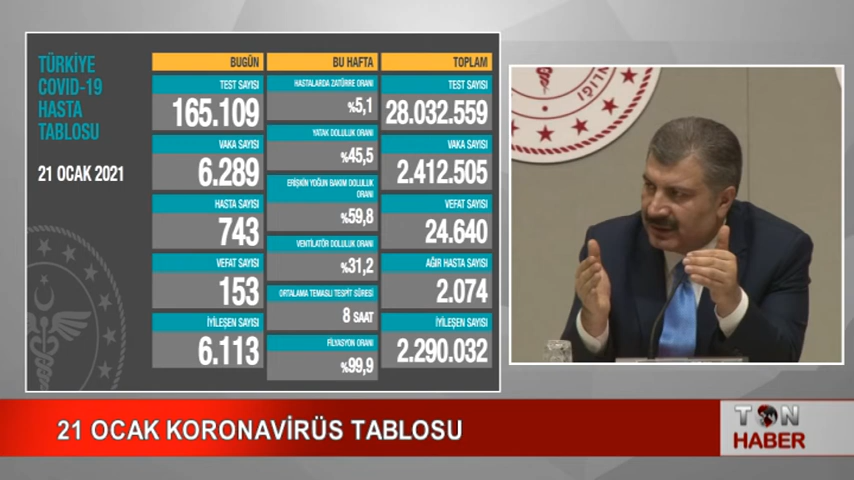 TÜRKİYE
COVID-19
HASTA
TABLOSU
21 OCAK 2021
BUGÜN
TEST SAYISI
165.109
VAKA SAYISI
6.289
HASTA SAYISI
743
VEFAT SAYISI
153
İYİLEŞEN SAYISI
6.113
BU HAFTA
HASTALARDA ZATÜRRE ORANI
%5,1
YATAK DOLULUK ORANI
%45,5
ERİŞKİN YOĞUN BAKIM DOLULUK
ORANI
%59,8
VENTİLATÖR DOLULUK ORANI
%31,2
ORTALAMA TEMASLI TESPİT SÜRESİ
8 SAAT
FİLYASYON ORANI
%99,9
TOPLAM
TEST SAYISI
28.032.559
VAKA SAYISI
2.412.505
VEFAT SAYISI
24.640
AĞIR HASTA SAYISI
2.074
İYİLEŞEN SAYISI
2.290.032
NLIĞI
21 OCAK KORONAVİRÜS TABLOSU
TON
HABER